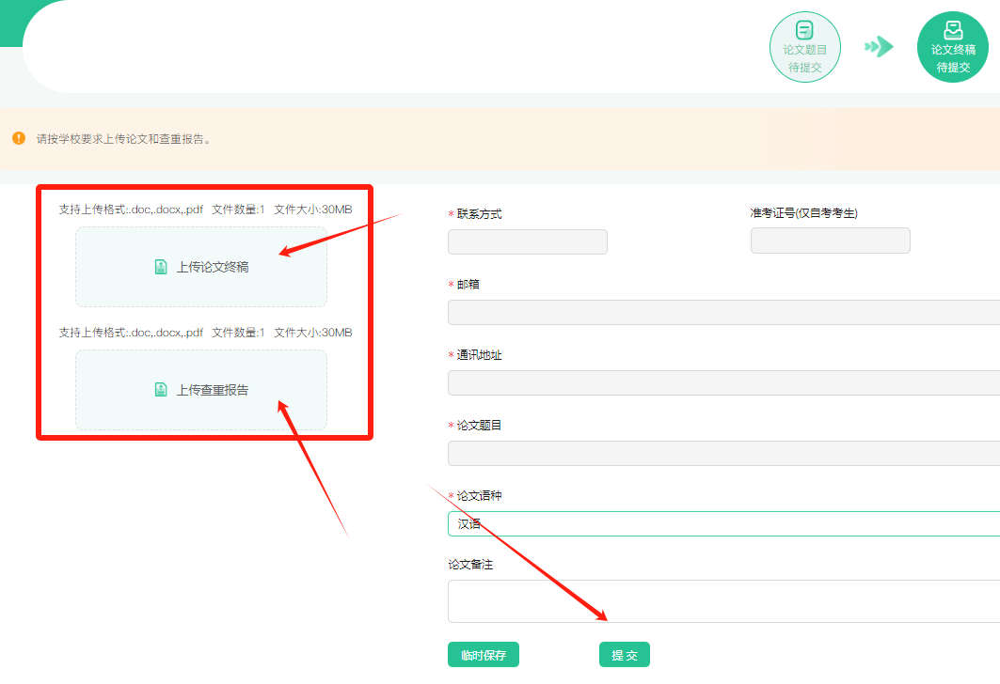 论文题目
待提交
论文终稿
待提交
请按学校要求上传论文和查重报告。
支持上传格式:.doc,.docx,.pdf 文件数量:1 文件大小:30MB
上传论文终稿
支持上传格式:.doc,.docx,.pdf 文件数量:1 文件大小:30MB
上传查重报告
* 联系方式
准考证号(仅自考考生)
* 邮箱
* 通讯地址
* 论文题目
* 论文语种
汉语
论文备注
临时保存
提 交